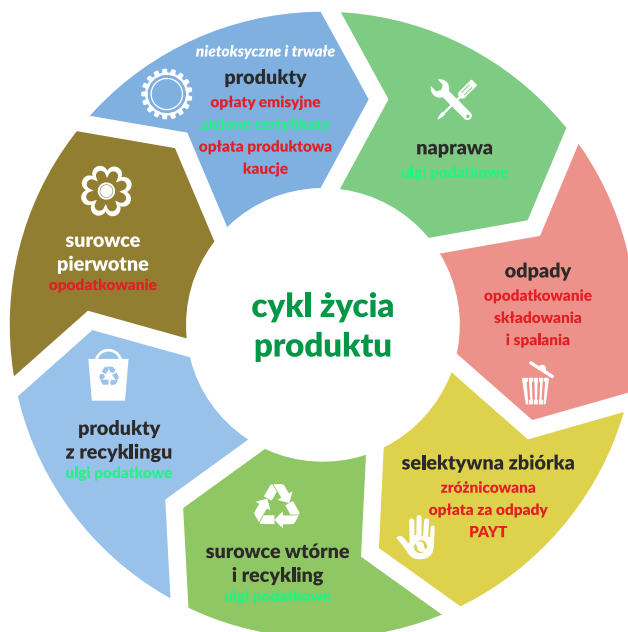 nietoksyczne i trwałe
produkty
opłaty emisyjne
zielone certyfikaty
opłata produktowa
kaucje
naprawa
ulgi podatkowe
odpady
opodatkowanie
składowania
i spalania
selektywna zbiórka
zróżnicowana
opłata za odpady
PAYT
surowce wtórne
i recykling
ulgi podatkowe
produkty
z recyklingu
ulgi podatkowe
surowce
pierwotne
opodatkowanie
cykl życia
produktu